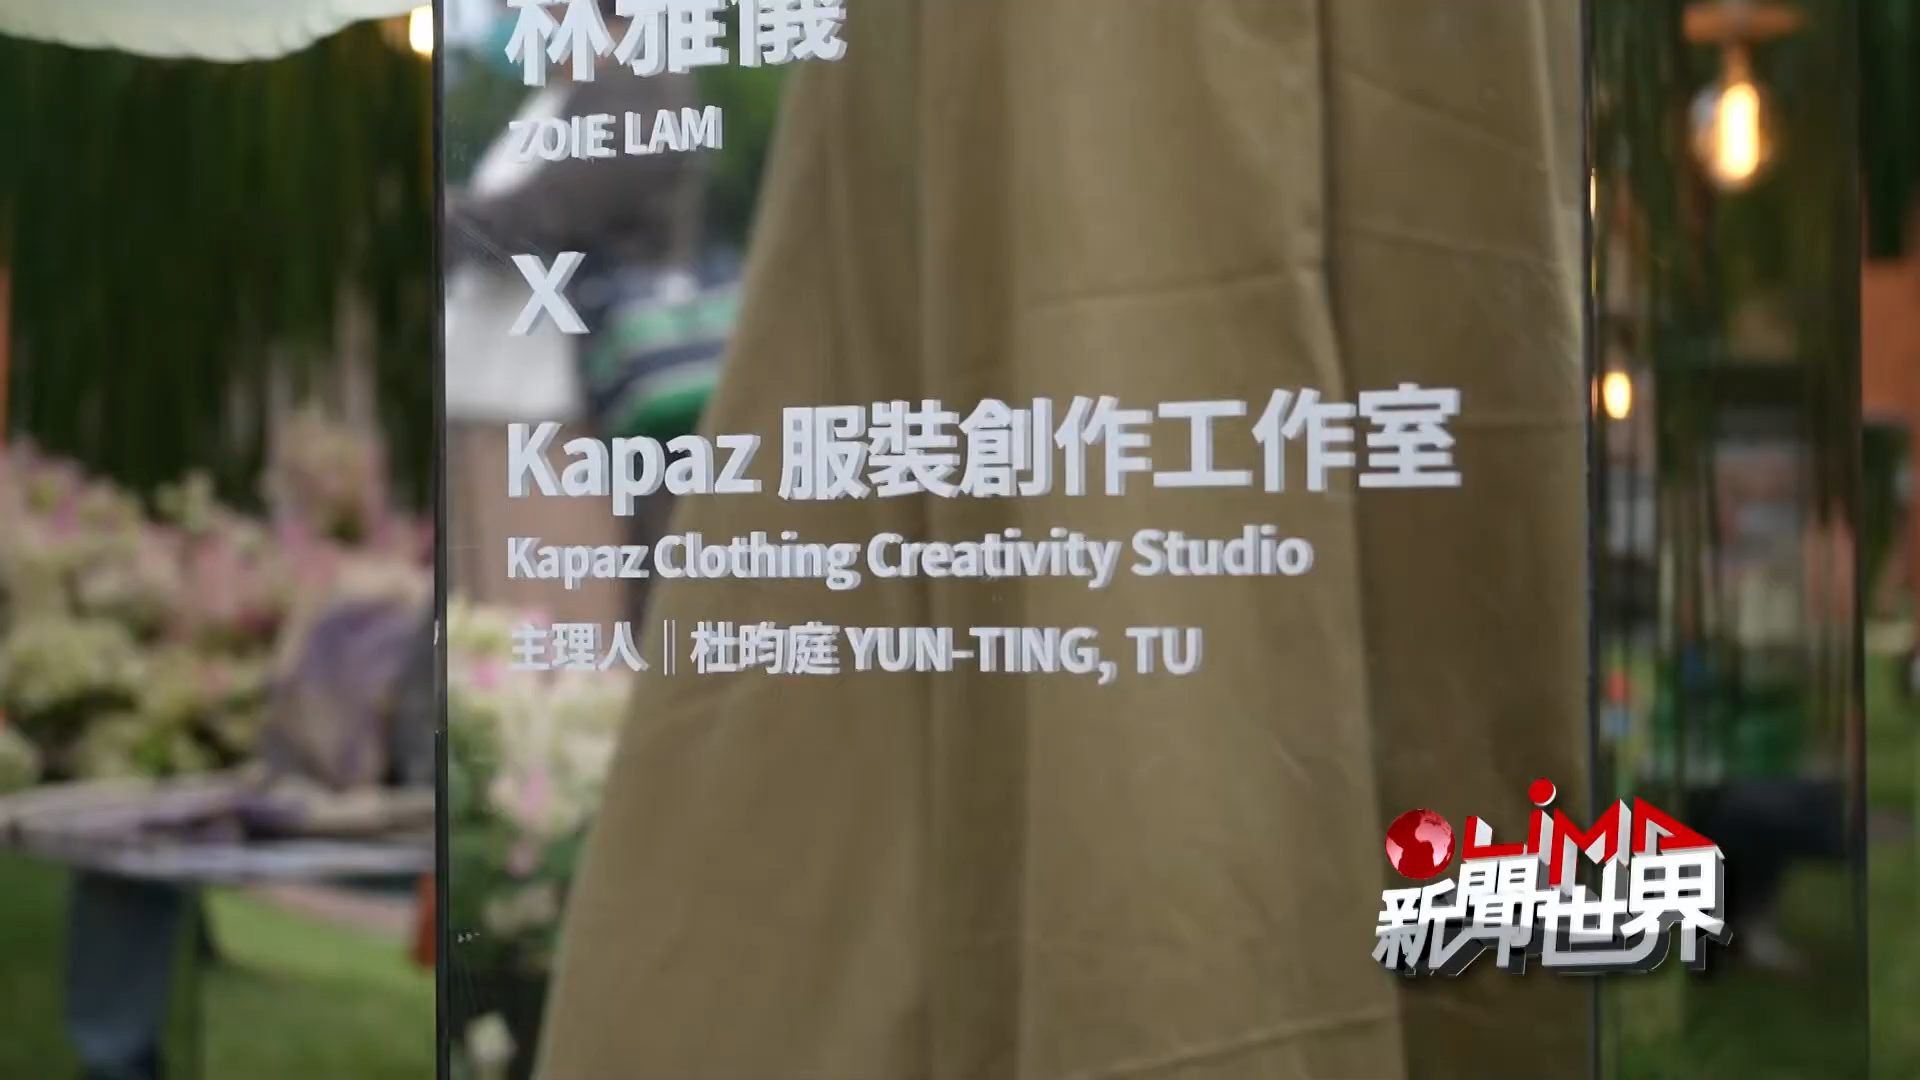 林雅儀
ZOIE LAM
X
Kapaz 服裝創作工作室
Kapaz Clothing Creativity Studio
主理人‖杜昀庭 YUN-TING, TU
LiMA
新聞世界